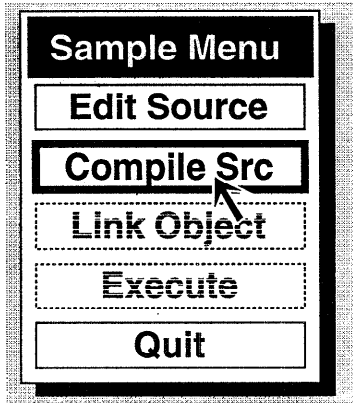 Sample Menu
Edit Source
Compile Src
Link Object
Execute
Quit